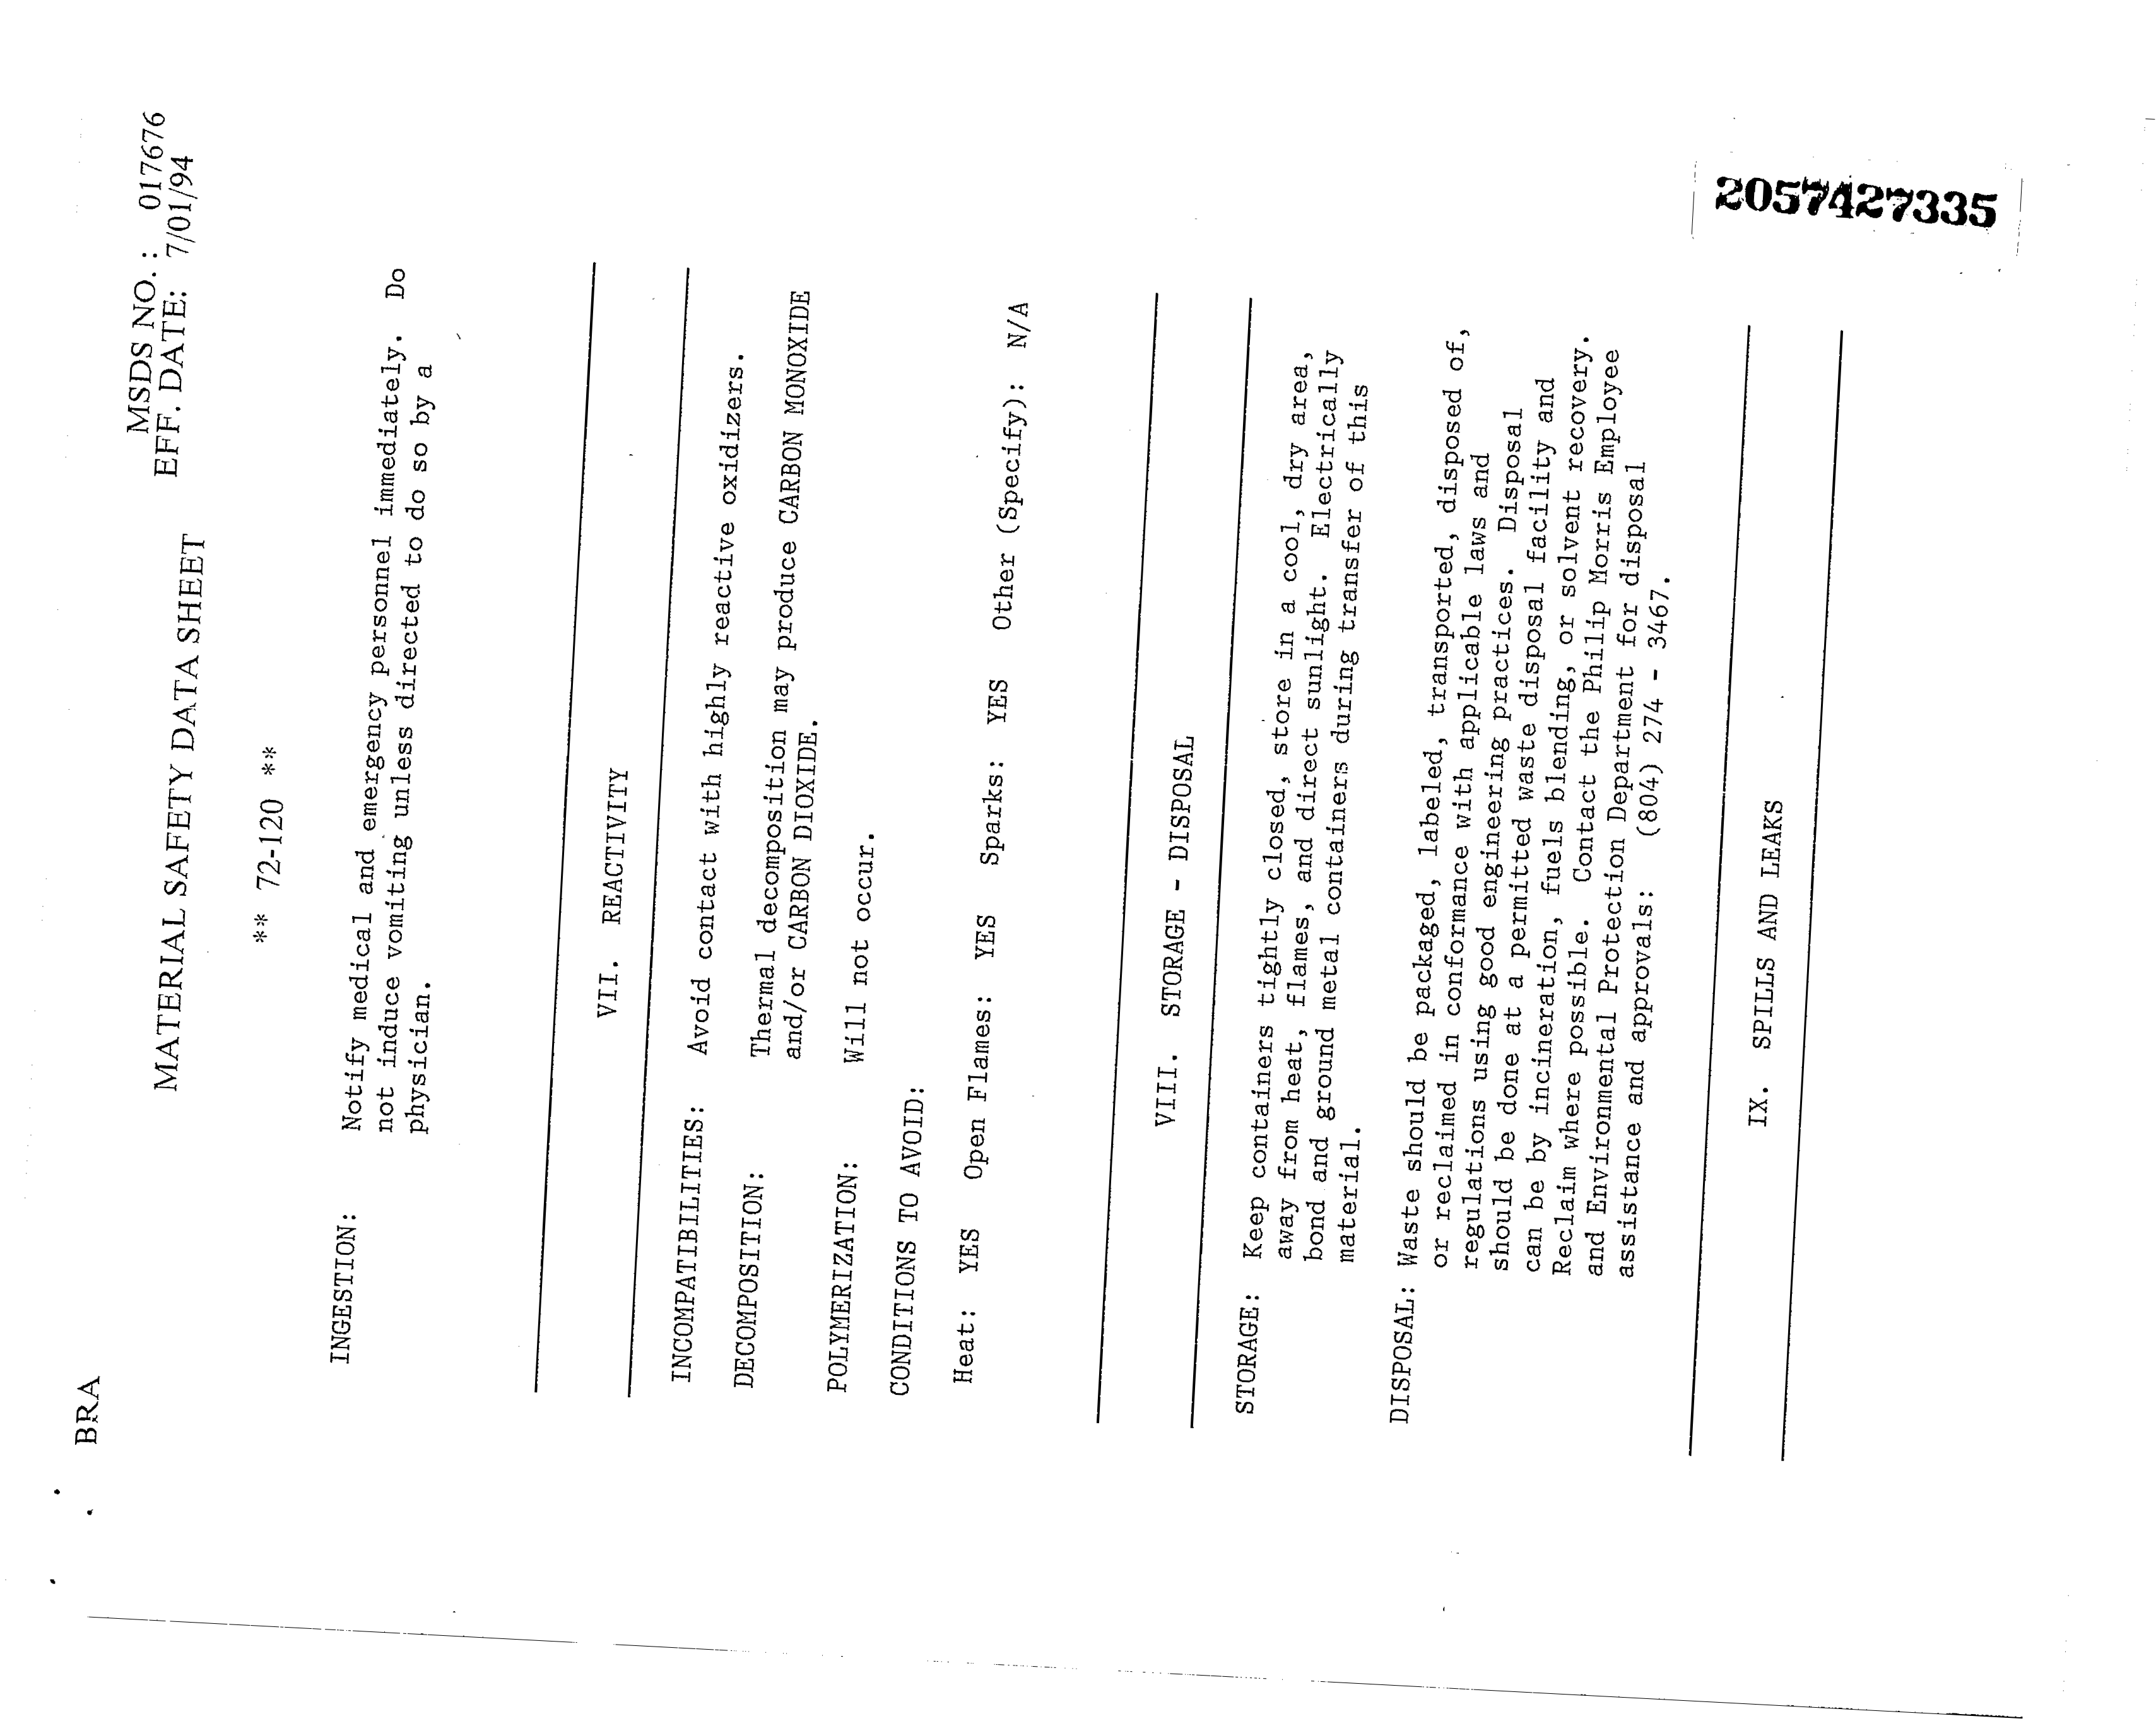 BRA
MSDS NO.: 017676
MATERIAL SAFETY DATA SHEET EFF. DATE: 7/01/94
** 72-120 **
INGESTION: Notify medical and emergency personnel immediately. Do
not induce vomiting unless directed to do so by a
physician.
VII. REACTIVITY
INCOMPATIBILITIES: Avoid contact with highly reactive oxidizers.
DECOMPOSITION: Thermal decomposition may produce CARBON MONOXIDE
and/or CARBON DIOXIDE.
POLYMERIZATION: Will not occur.
CONDITIONS TO AVOID:
Heat: YES Open Flames: YES Sparks: YES Other (Specify): N/A
VIII. STORAGE - DISPOSAL
STORAGE: Keep containers tightly closed, store in a cool, dry area,
away from heat, flames, and direct sunlight. Electrically
bond and ground metal containers during transfer of this
material.
DISPOSAL: Waste should be packaged, labeled, transported, disposed of,
or reclaimed in conformance with applicable laws and
regulations using good engineering practices. Disposal
should be done at a permitted waste disposal facility and
can be by incineration, fuels blending, or solvent recovery.
Reclaim where possible. Contact the Philip Morris Employee
and Environmental Protection Department for disposal
assistance and approvals: (804) 274 - 3467.
IX. SPILLS AND LEAKS
2057427335